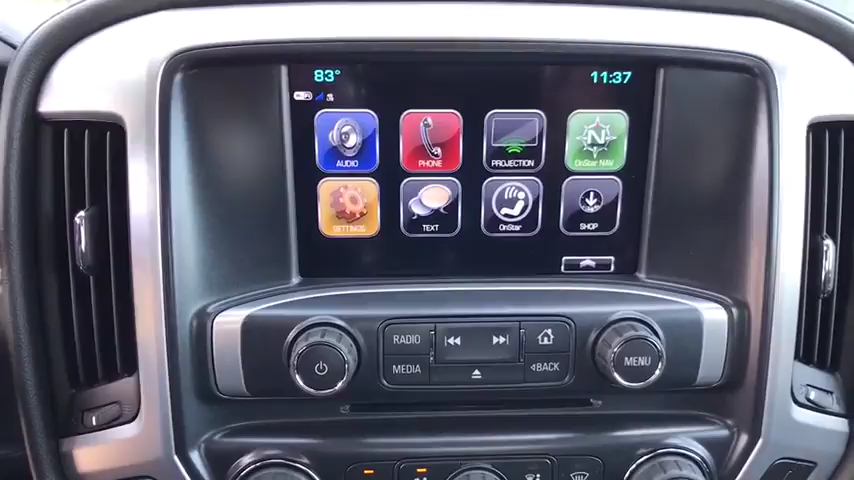 83°
11:37
AUDIO
PHONE
PROJECTION
OnStar NAV
SETTINGS
TEXT
OnStar
SHOP
RADIO
MEDIA
BACK
MENU